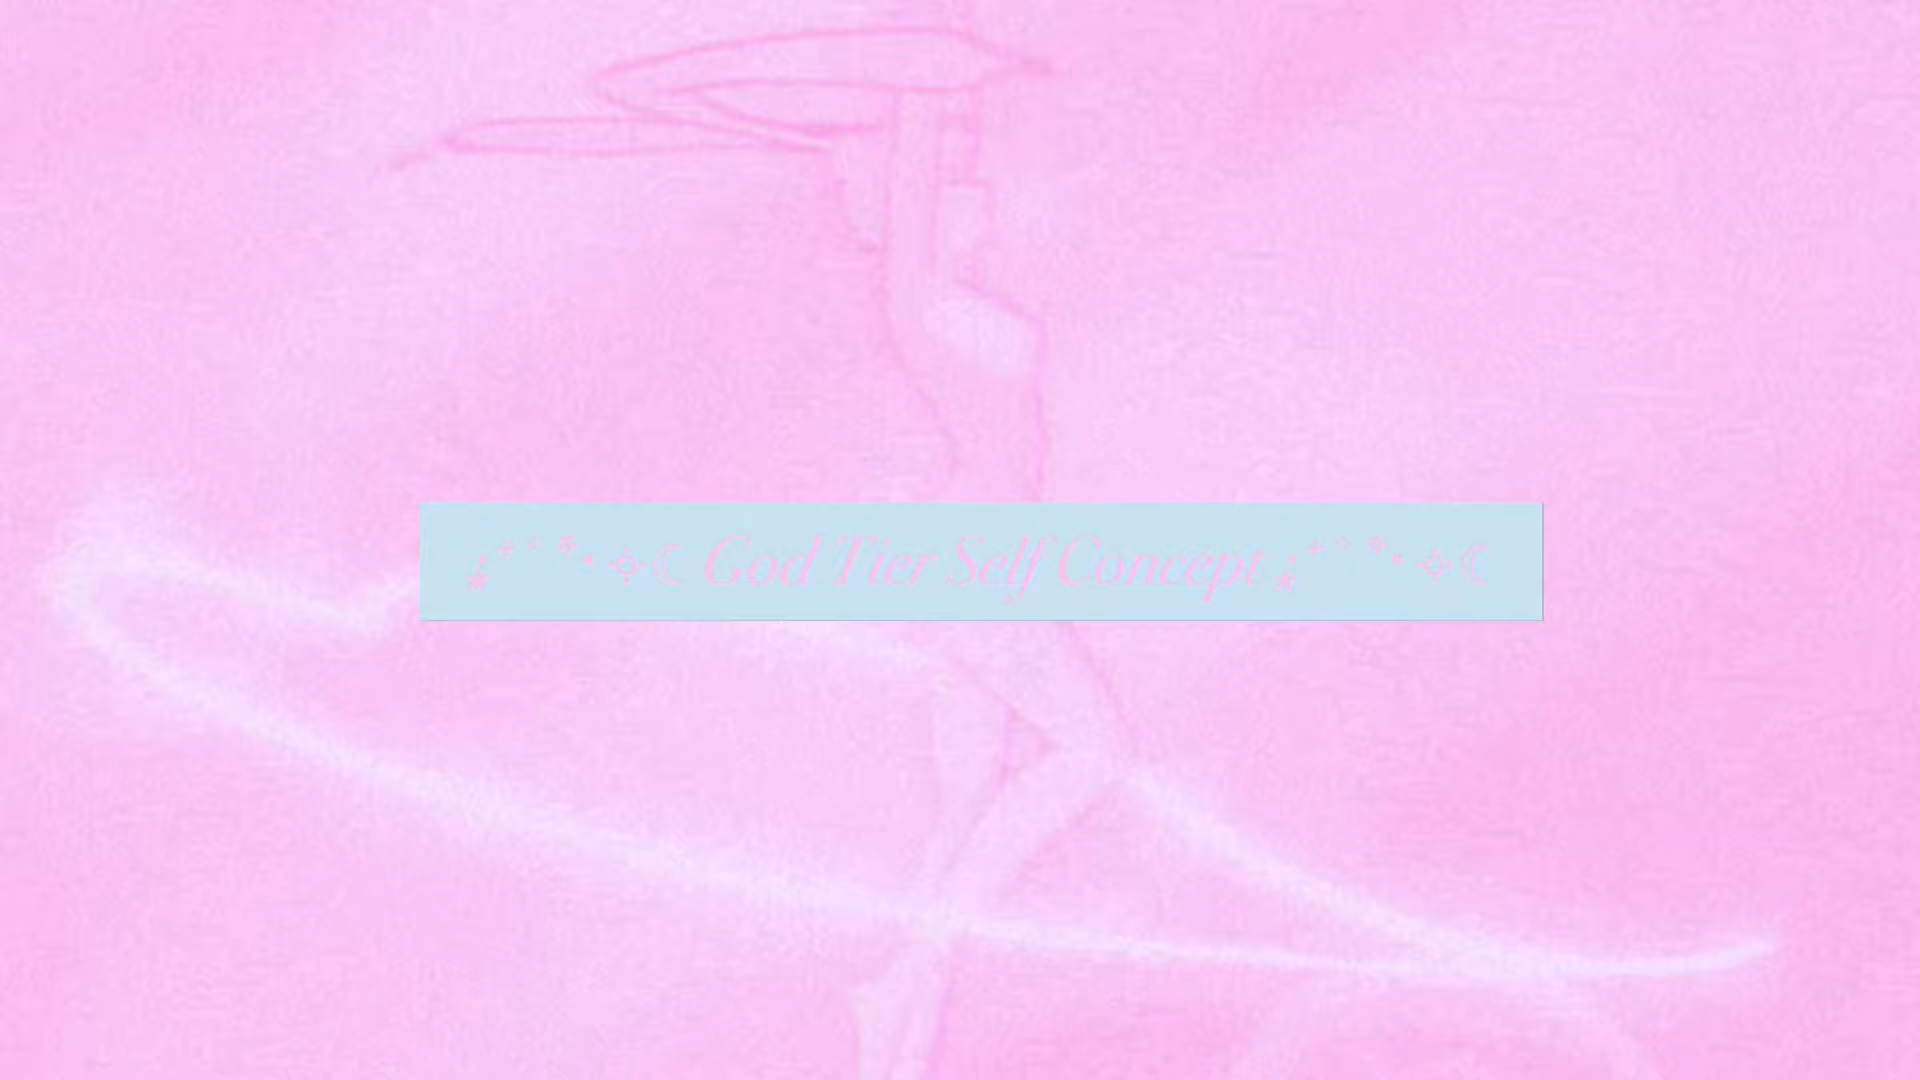 ⋆⁺₊✧ ☾ God Tier Self Concept ⋆⁺₊✧ ☾